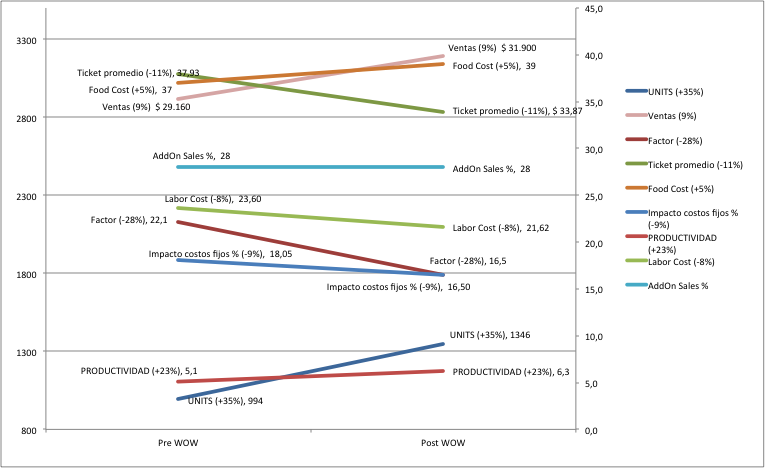 3300
2800
2300
1800
1300
800
45,0
40,0
35,0
30,0
25,0
20,0
15,0
10,0
5,0
0,0
Ticket promedio (-11%), 37,93
Food Cost (+5%),  37
Ventas (9%)  $ 29.160
Ventas (9%)  $ 31.900
Food Cost (+5%),  39
Ticket promedio (-11%), $ 33,87
AddOn Sales %,  28
AddOn Sales %,  28
Labor Cost (-8%),  23,60
Factor (-28%), 22,1
Labor Cost (-8%), 21,62
Impacto costos fijos % (-9%),  18,05
Factor (-28%), 16,5
Impacto costos fijos % (-9%),  16,50
UNITS (+35%), 1346
PRODUCTIVIDAD (+23%), 5,1
PRODUCTIVIDAD (+23%), 6,3
UNITS (+35%), 994
Pre WOW
Post WOW
UNITS (+35%)
Ventas (9%)
Factor (-28%)
Ticket promedio (-11%)
Food Cost (+5%)
Impacto costos fijos %
(-9%)
PRODUCTIVIDAD
(+23%)
Labor Cost (-8%)
AddOn Sales %